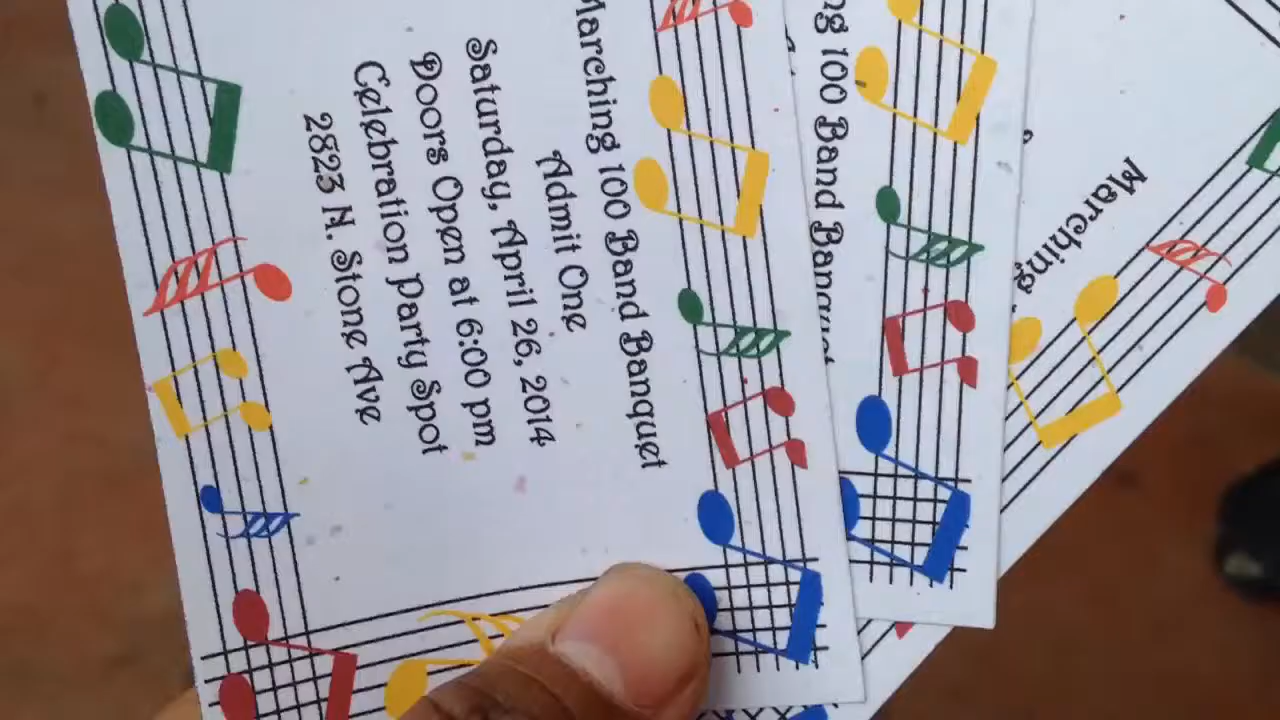 Marching 100 Band Banquet
Admit One
Saturday, April 26, 2014
Doors Open at 6:00 pm
Celebration Party Spot
2823 N. Stone Ave
100 Band Banquet
Marching